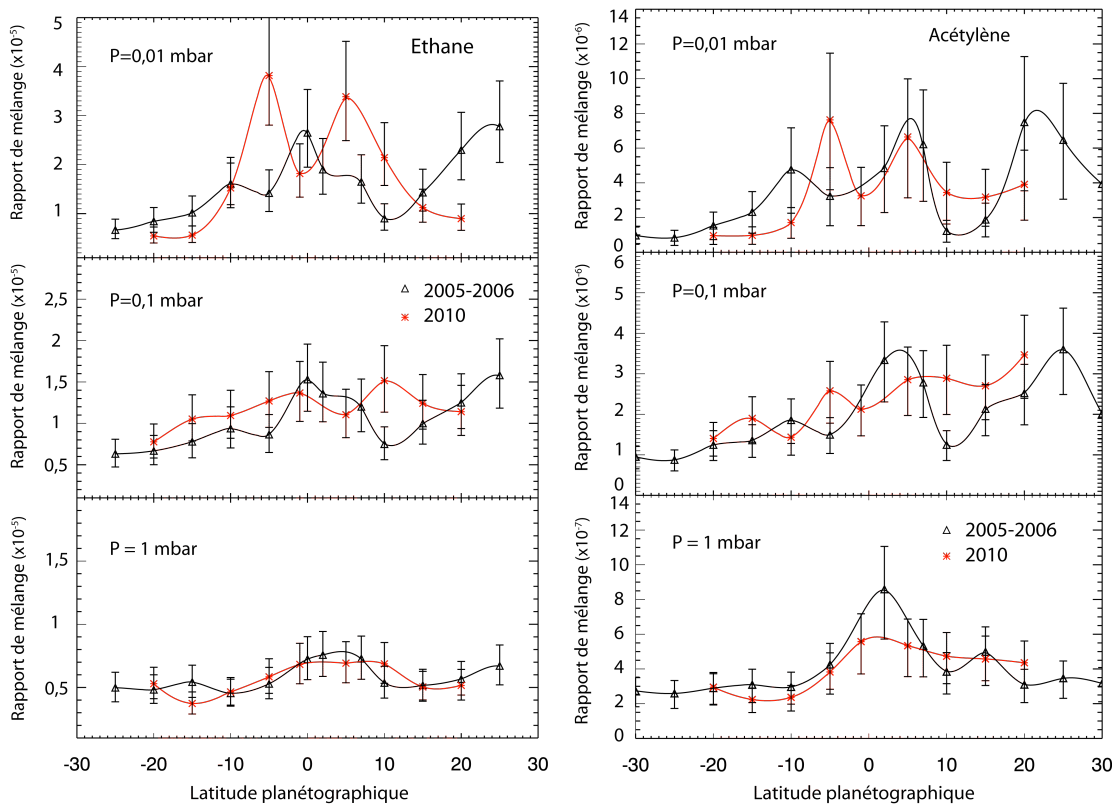 Rapport de mélange (x10-5)
5
4
3
2
1
P=0,01 mbar
Ethane
Rapport de mélange (x10-5)
2,5
2
1,5
1
0,5
P=0,1 mbar
2005-2006
2010
Rapport de mélange (x10-5)
1,5
1
0,5
P = 1 mbar
-30 -20 -10 0 10 20 30
Latitude planétographique
Rapport de mélange (x10-6)
14
12
10
8
6
4
2
0
P=0,01 mbar
Acétylène
Rapport de mélange (x10-6)
6
5
4
3
2
1
0
P=0,1 mbar
Rapport de mélange (x10-7)
14
12
10
8
6
4
2
0
P = 1 mbar
2005-2006
2010
-30 -20 -10 0 10 20 30
Latitude planétographique